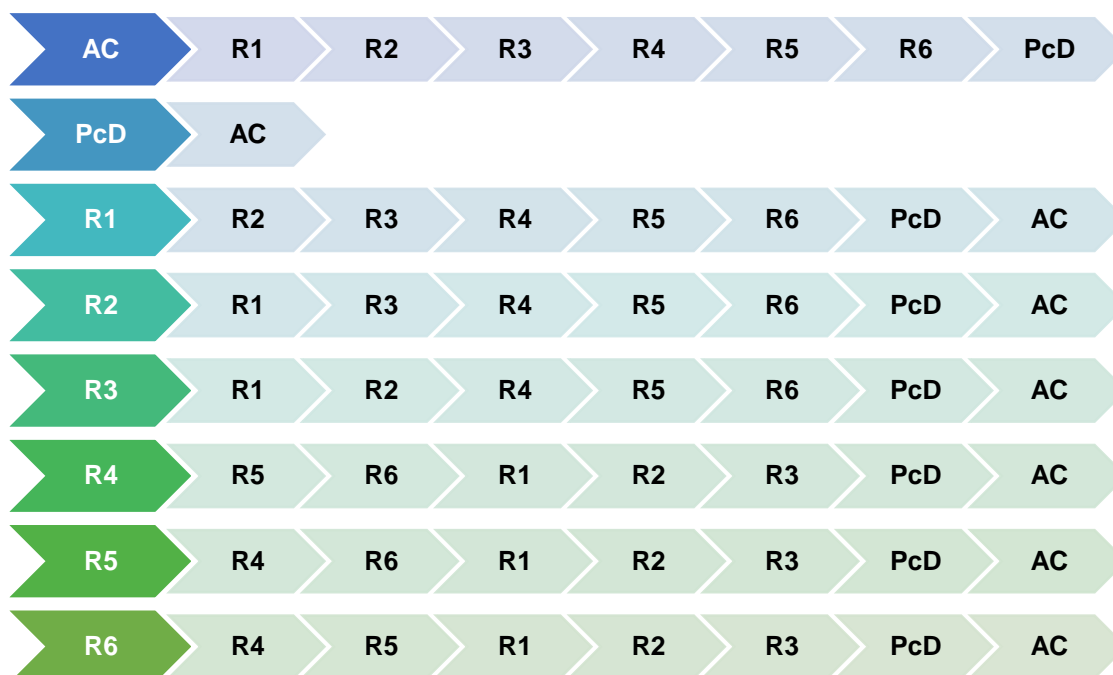 AC R1 R2 R3 R4 R5 R6 PcD
PcD AC
R1 R2 R3 R4 R5 R6 PcD AC
R2 R1 R3 R4 R5 R6 PcD AC
R3 R1 R2 R4 R5 R6 PcD AC
R4 R5 R6 R1 R2 R3 PcD AC
R5 R4 R6 R1 R2 R3 PcD AC
R6 R4 R5 R1 R2 R3 PcD AC